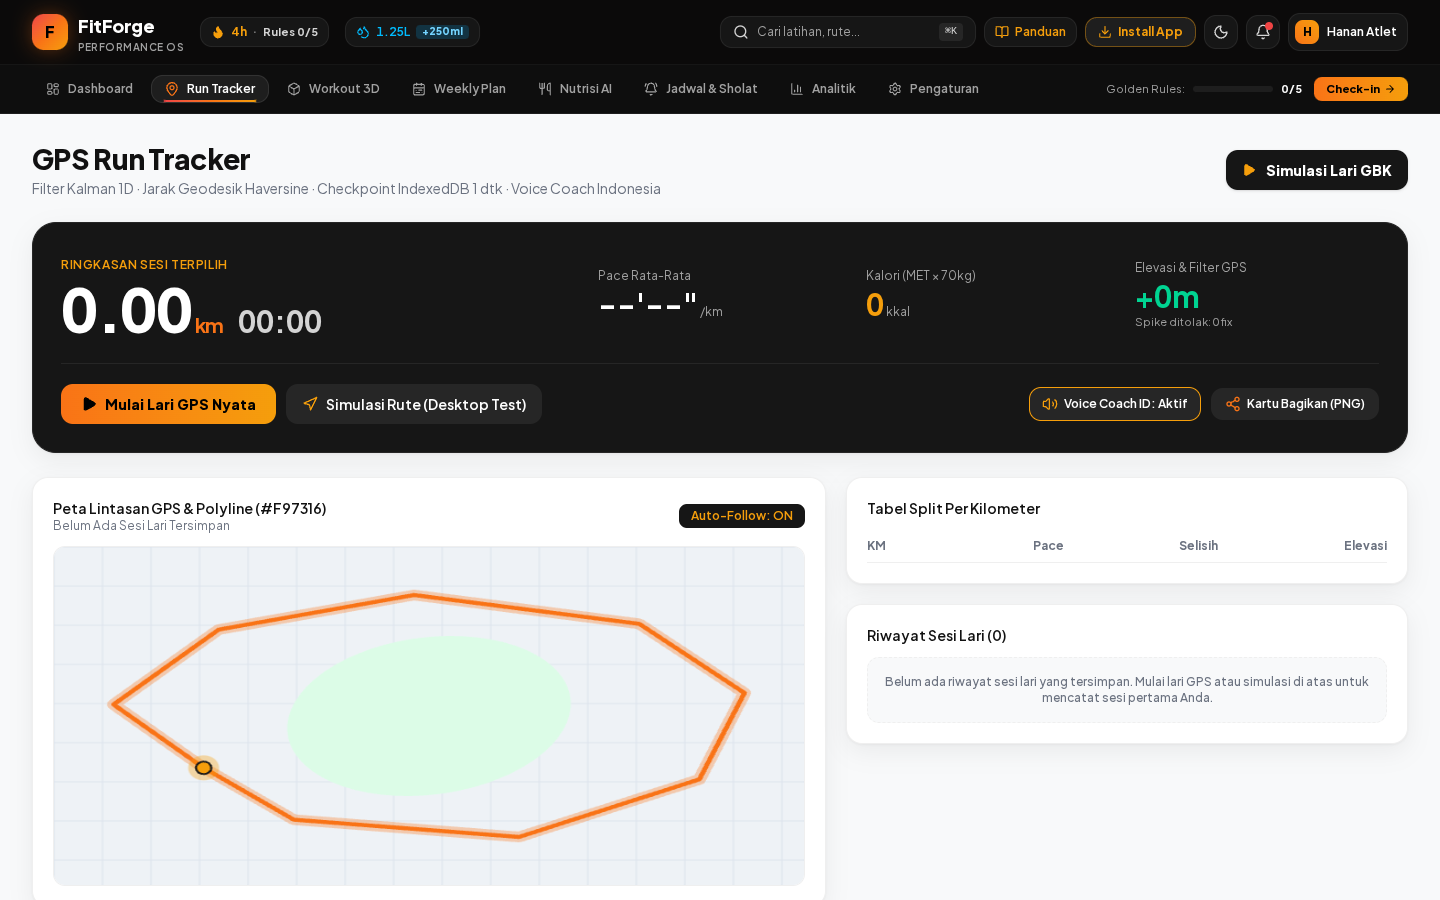 F
FitForge
PERFORMANCE OS
4h · Rules 0/5
1.25L +250ml
Cari latihan, rute... ⌘K
Panduan
Install App
H Hanan Atlet
Dashboard
Run Tracker
Workout 3D
Weekly Plan
Nutrisi AI
Jadwal & Sholat
Analitik
Pengaturan
Golden Rules: 0/5
Check-in →
GPS Run Tracker
Filter Kalman 1D · Jarak Geodesik Haversine · Checkpoint IndexedDB 1 dtk · Voice Coach Indonesia
Simulasi Lari GBK
RINGKASAN SESI TERPILIH
0.00 km 00:00
Pace Rata-Rata
--'--" /km
Kalori (MET × 70kg)
0 kkal
Elevasi & Filter GPS
+0m
Spike ditolak: 0 fix
Mulai Lari GPS Nyata
Simulasi Rute (Desktop Test)
Voice Coach ID: Aktif
Kartu Bagikan (PNG)
Peta Lintasan GPS & Polyline (#F97316)
Belum Ada Sesi Lari Tersimpan
Auto-Follow: ON
Tabel Split Per Kilometer
KM Pace Selisih Elevasi
Riwayat Sesi Lari (0)
Belum ada riwayat sesi lari yang tersimpan. Mulai lari GPS atau simulasi di atas untuk
mencatat sesi pertama Anda.